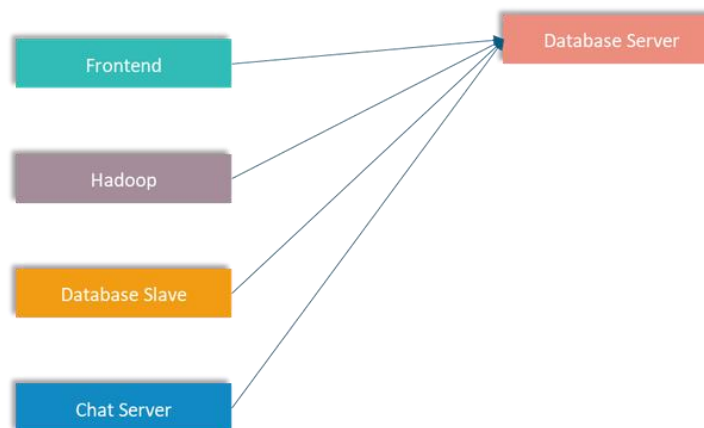 Database Server
Frontend
Hadoop
Database Slave
Chat Server